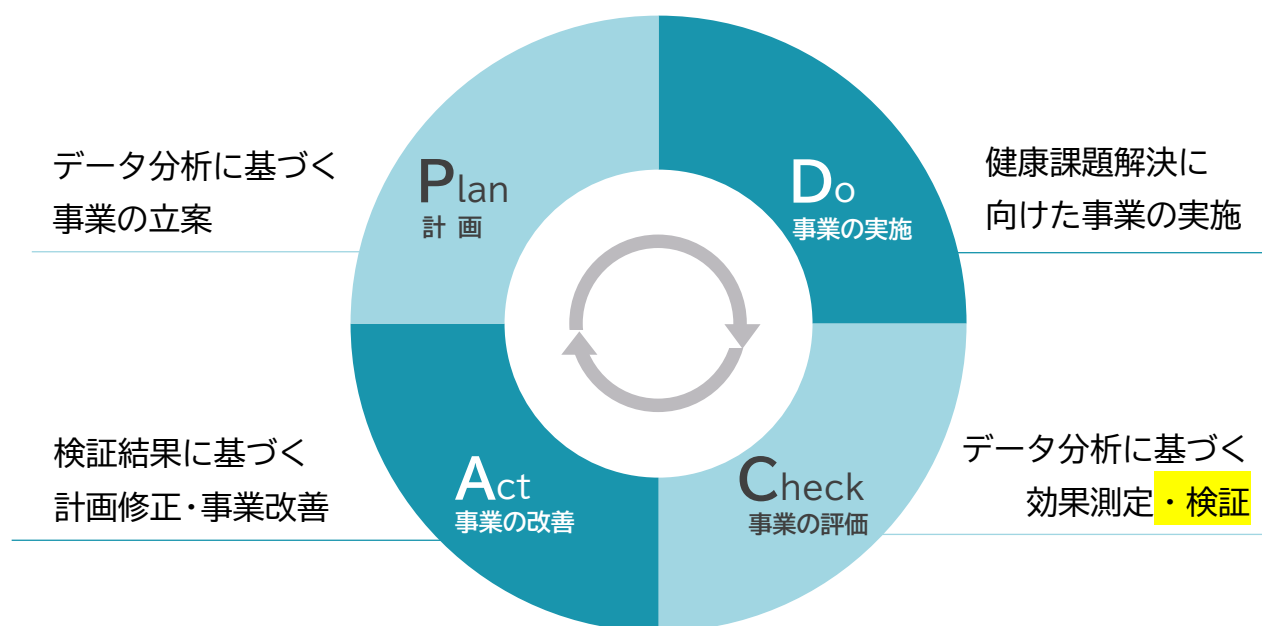 データ分析に基づく
事業の立案
Plan
計 画
Do
事業の実施
健康課題解決に
向けた事業の実施
検証結果に基づく
計画修正・事業改善
Act
事業の改善
Check
事業の評価
データ分析に基づく
効果測定・検証